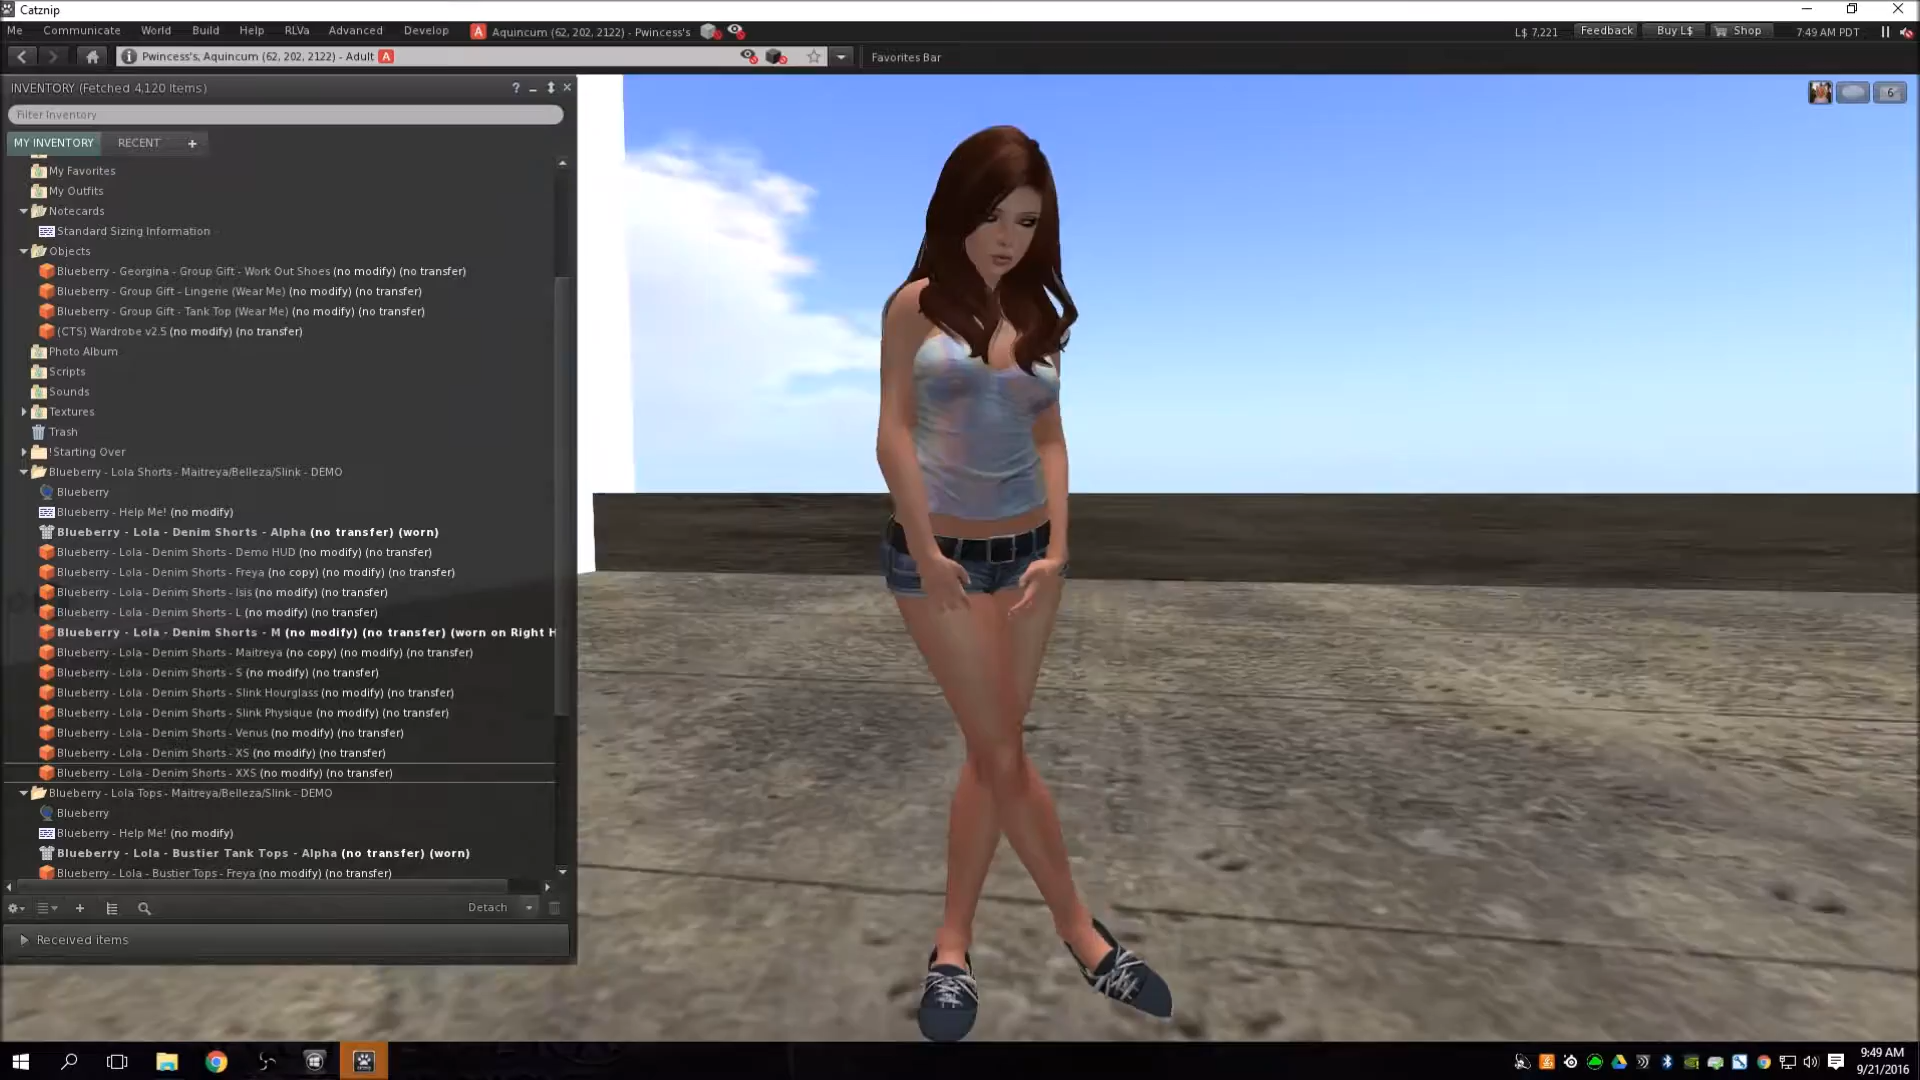 Catznip
Me Communicate World Build Help RLVa Advanced Develop A Aquincum (62, 202, 2122) - Pwincess's L$ 7,221 Feedback Buy L$ Shop 7:49 AM PDT
Pwincess's, Aquincum (62, 202, 2122) - Adult A Favorites Bar
INVENTORY (Fetched 4,120 Items) ?
6
Filter Inventory
MY INVENTORY RECENT +
My Favorites
My Outfits
Notecards
Standard Sizing Information
Objects
Blueberry - Georgina - Group Gift - Work Out Shoes (no modify) (no transfer)
Blueberry - Group Gift - Lingerie (Wear Me) (no modify) (no transfer)
Blueberry - Group Gift - Tank Top (Wear Me) (no modify) (no transfer)
(CTS) Wardrobe v2.5 (no modify) (no transfer)
Photo Album
Scripts
Sounds
Textures
Trash
!Starting Over
Blueberry - Lola Shorts - Maitreya/Belleza/Slink - DEMO
Blueberry
Blueberry - Help Me! (no modify)
Blueberry - Lola - Denim Shorts - Alpha (no transfer) (worn)
Blueberry - Lola - Denim Shorts - Demo HUD (no modify) (no transfer)
Blueberry - Lola - Denim Shorts - Freya (no copy) (no modify) (no transfer)
Blueberry - Lola - Denim Shorts - Isis (no modify) (no transfer)
Blueberry - Lola - Denim Shorts - L (no modify) (no transfer)
Blueberry - Lola - Denim Shorts - M (no modify) (no transfer) (worn on Right H
Blueberry - Lola - Denim Shorts - Maitreya (no copy) (no modify) (no transfer)
Blueberry - Lola - Denim Shorts - S (no modify) (no transfer)
Blueberry - Lola - Denim Shorts - Slink Hourglass (no modify) (no transfer)
Blueberry - Lola - Denim Shorts - Slink Physique (no modify) (no transfer)
Blueberry - Lola - Denim Shorts - Venus (no modify) (no transfer)
Blueberry - Lola - Denim Shorts - XS (no modify) (no transfer)
Blueberry - Lola - Denim Shorts - XXS (no modify) (no transfer)
Blueberry - Lola Tops - Maitreya/Belleza/Slink - DEMO
Blueberry
Blueberry - Help Me! (no modify)
Blueberry - Lola - Bustier Tank Tops - Alpha (no transfer) (worn)
Blueberry - Lola - Bustier Tops - Freya (no modify) (no transfer)
Detach
Received items
9:49 AM
9/21/2016